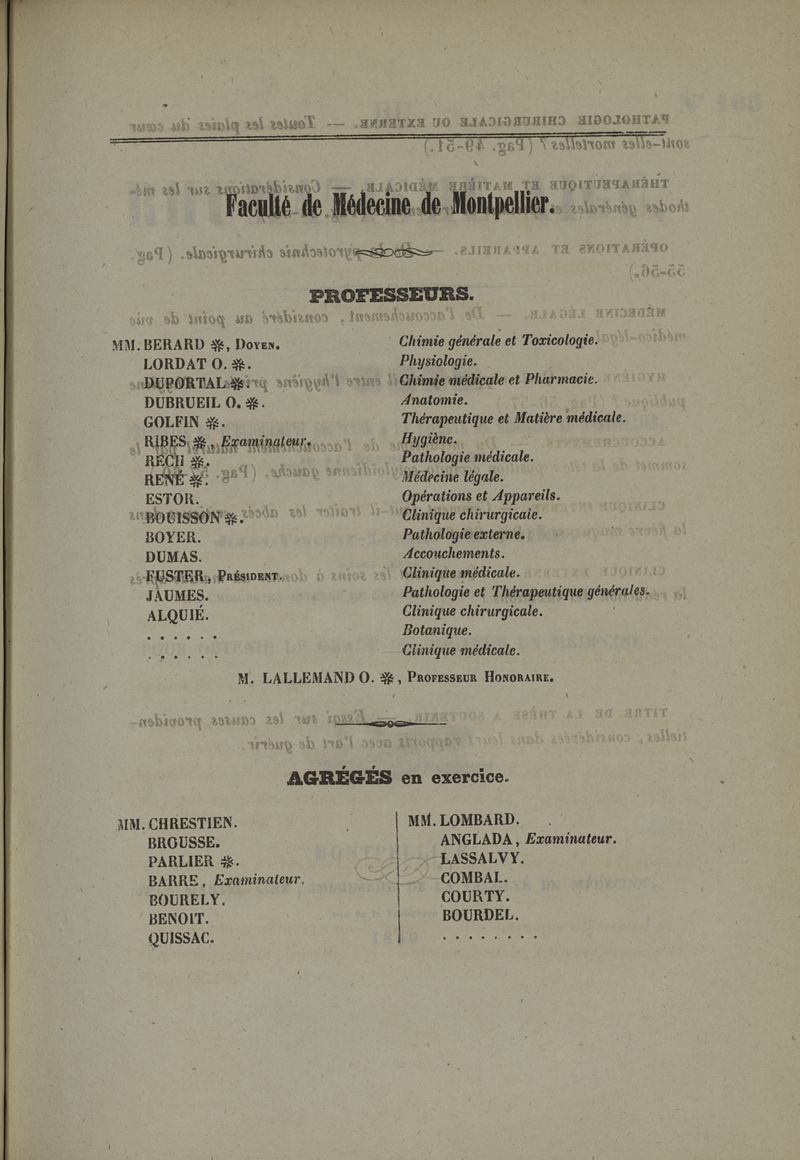 Faculté de Médecine de Montpellier.
PROFESSEURS.
MM. BERARD ✻, Doyen. Chimie générale et Toxicologie.
LORDAT O. ✻. Physiologie.
DUPORTAL ✻. Chimie médicale et Pharmacie.
DUBRUEIL O. ✻. Anatomie.
GOLFIN ✻. Thérapeutique et Matière médicale.
RIBES ✻, Examinateur. Hygiène.
RECH ✻. Pathologie médicale.
RENÉ ✻. Médecine légale.
ESTOR. Opérations et Appareils.
BOUISSON ✻. Clinique chirurgicale.
BOYER. Pathologie externe.
DUMAS. Accouchements.
FUSTER, Président. Clinique médicale.
JAUMES. Pathologie et Thérapeutique générales.
ALQUIÉ. Clinique chirurgicale.
. . . . . . Botanique.
. . . . . . Clinique médicale.
M. LALLEMAND O. ✻, Professeur Honoraire.
AGRÉGÉS en exercice.
MM. CHRESTIEN.
BROUSSE.
PARLIER ✻.
BARRE, Examinateur.
BOURELY.
BENOIT.
QUISSAC.
MM. LOMBARD.
ANGLADA, Examinateur.
LASSALVY.
COMBAL.
COURTY.
BOURDEL.
. . . . . . . .